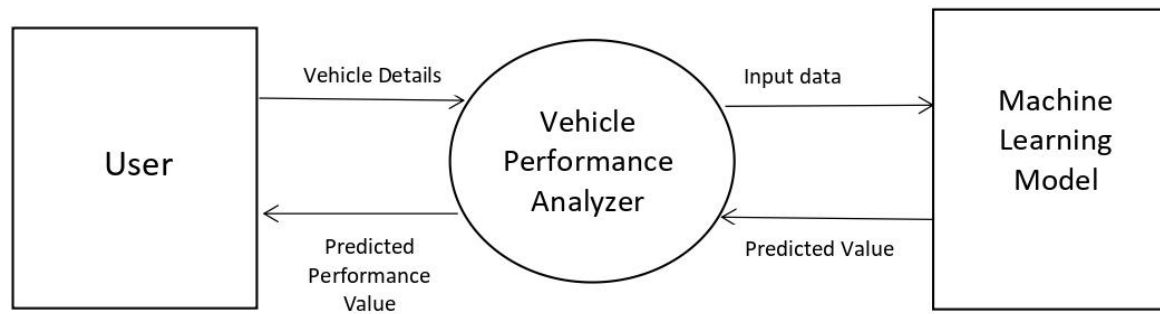 User
Vehicle Details
Predicted
Performance
Value
Vehicle
Performance
Analyzer
Input data
Predicted Value
Machine
Learning
Model